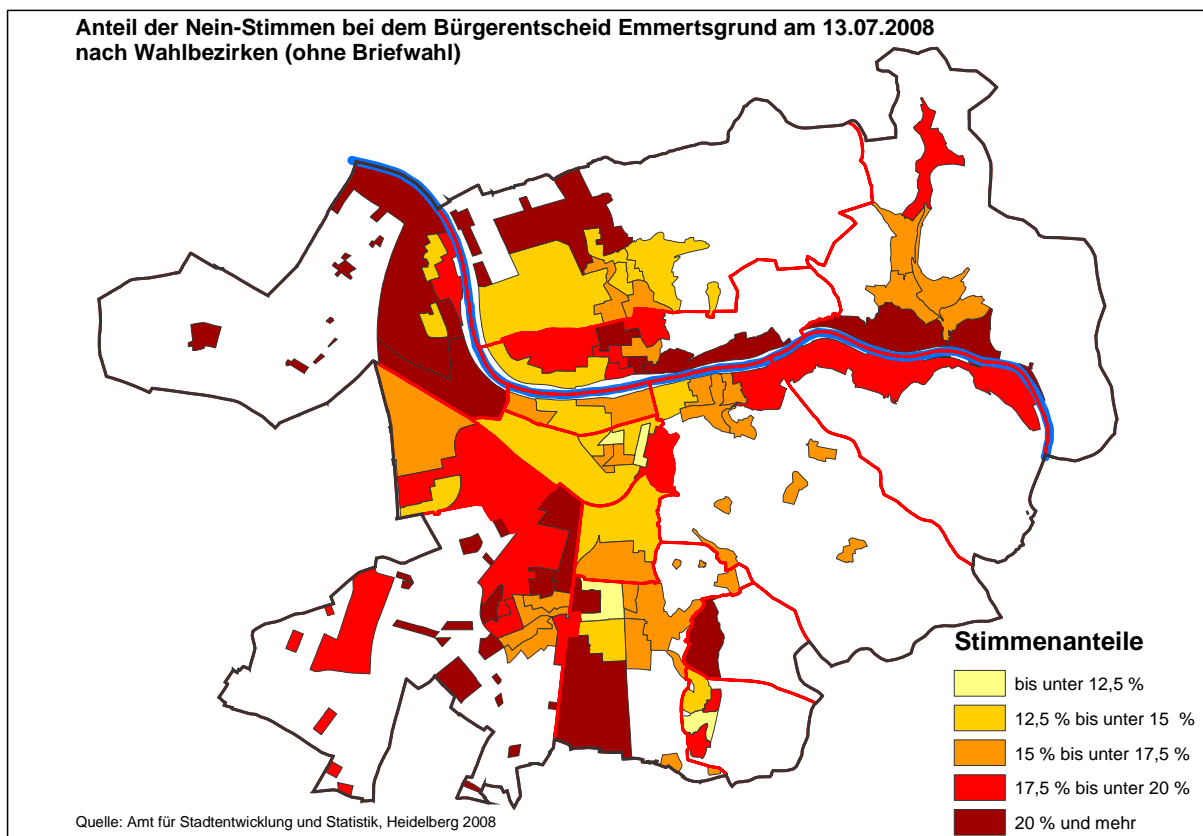 Anteil der Nein-Stimmen bei dem Bürgerentscheid Emmertsgrund am 13.07.2008
nach Wahlbezirken (ohne Briefwahl)
Stimmenanteile
bis unter 12,5 %
12,5 % bis unter 15 %
15 % bis unter 17,5 %
17,5 % bis unter 20 %
20 % und mehr
Quelle: Amt für Stadtentwicklung und Statistik, Heidelberg 2008